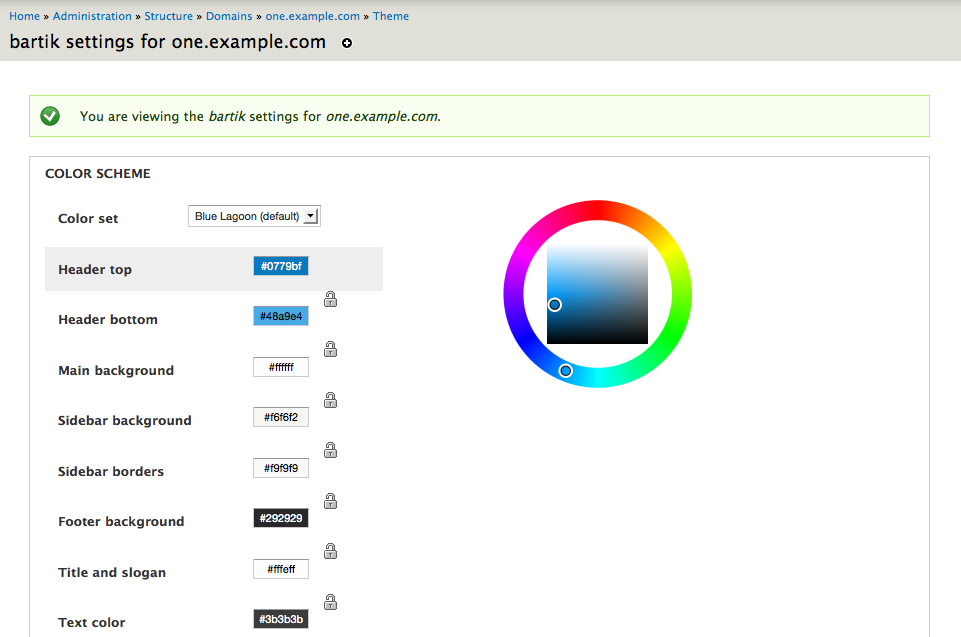 Home » Administration » Structure » Domains » one.example.com » Theme
bartik settings for one.example.com
You are viewing the bartik settings for one.example.com.
COLOR SCHEME
Color set Blue Lagoon (default)
Header top #0779bf
Header bottom #48a9e4
Main background #ffffff
Sidebar background #f6f6f2
Sidebar borders #f9f9f9
Footer background #292929
Title and slogan #fffeff
Text color #3b3b3b